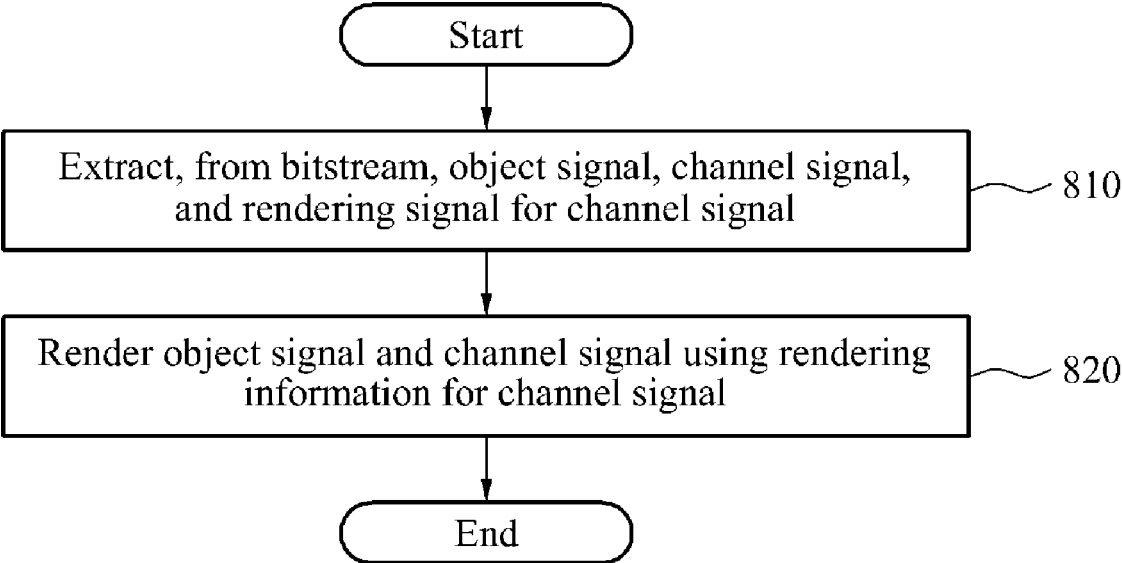 Start
Extract, from bitstream, object signal, channel signal,
and rendering signal for channel signal
810
Render object signal and channel signal using rendering
information for channel signal
820
End